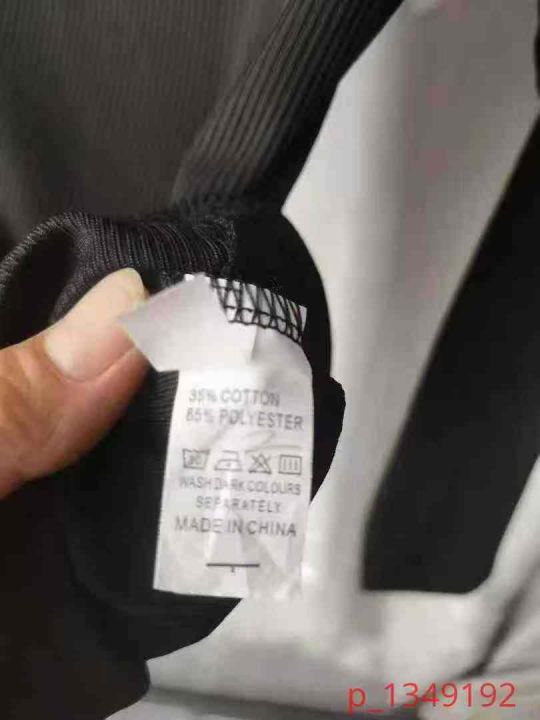 35% COTTON
65% POLYESTER
WASH DARK COLOURS
SEPARATELY
MADE IN CHINA
p_1349192